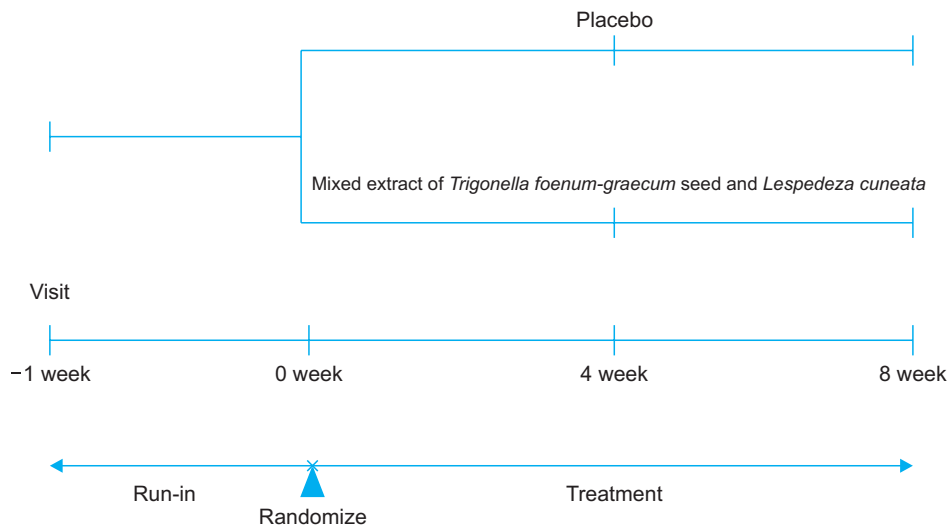 Placebo
Mixed extract of Trigonella foenum-graecum seed and Lespedeza cuneata
Visit
−1 week 0 week 4 week 8 week
Run-in Treatment
Randomize